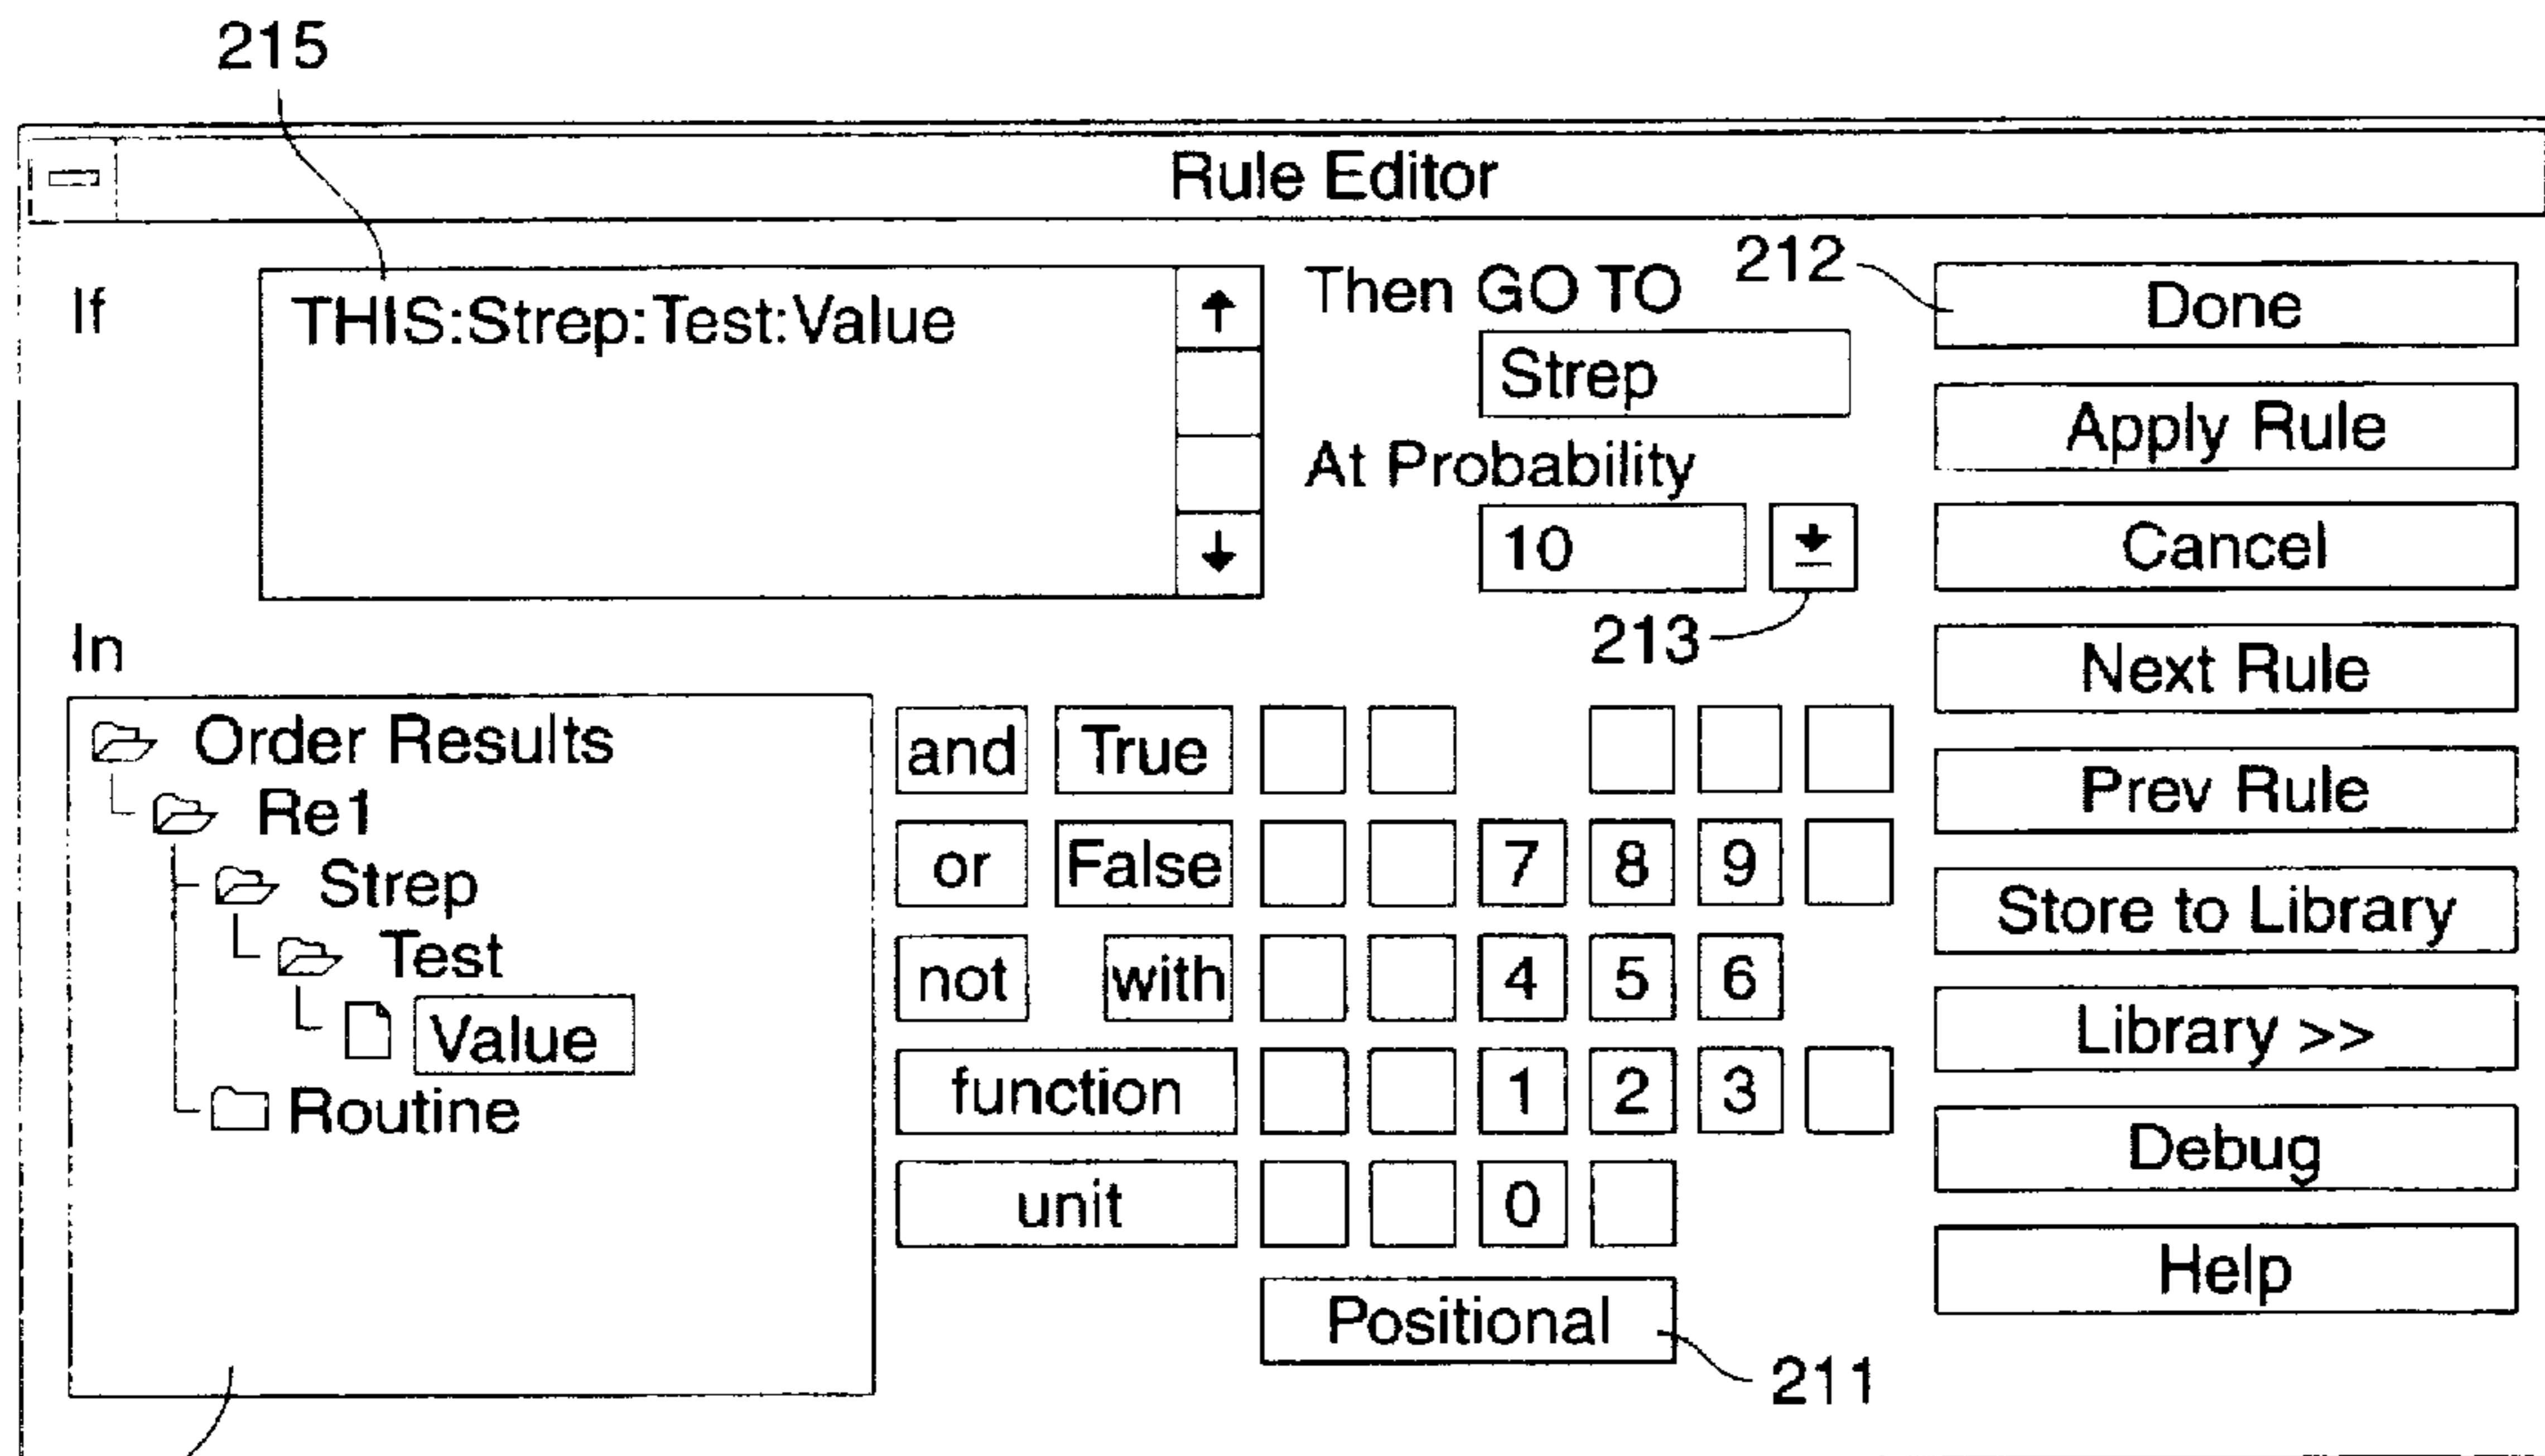 215
Rule Editor
If
THIS:Strep:Test:Value
Then GO TO
Strep
At Probability
10
213
212
Done
Apply Rule
Cancel
Next Rule
Prev Rule
Store to Library
Library >>
Debug
Help
In
Order Results
Re1
Strep
Test
Value
Routine
and True
or False 7 8 9
not with 4 5 6
function 1 2 3
unit 0
Positional
211